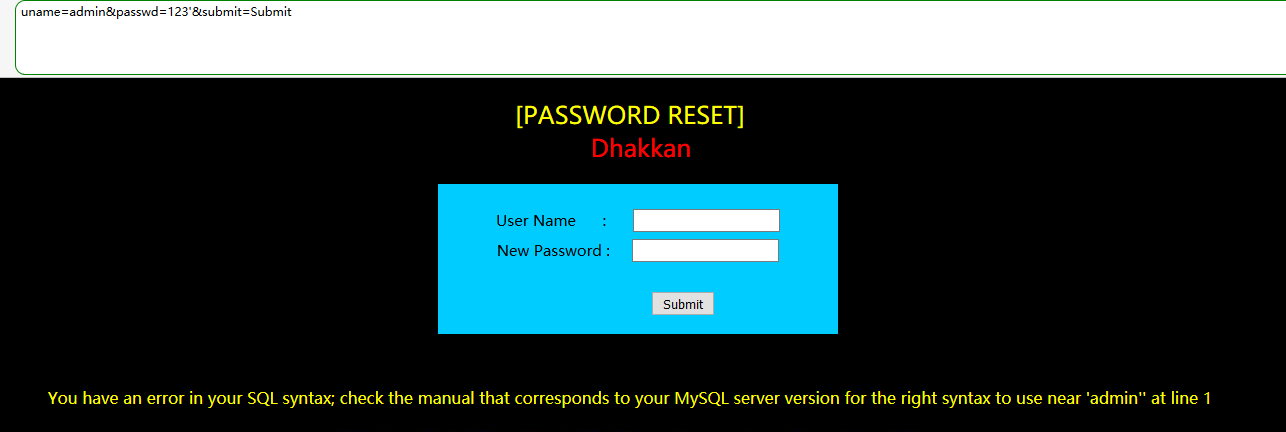 uname=admin&passwd=123'&submit=Submit
[PASSWORD RESET]
Dhakkan
User Name :
New Password :
Submit
You have an error in your SQL syntax; check the manual that corresponds to your MySQL server version for the right syntax to use near 'admin'' at line 1